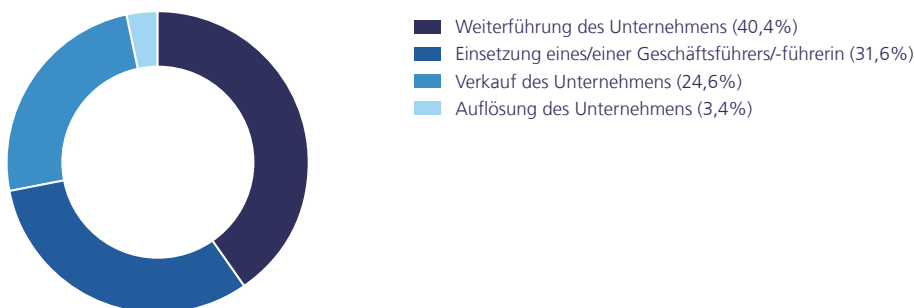 Weiterführung des Unternehmens (40,4%)
Einsetzung eines/einer Geschäftsführers/-führerin (31,6%)
Verkauf des Unternehmens (24,6%)
Auflösung des Unternehmens (3,4%)